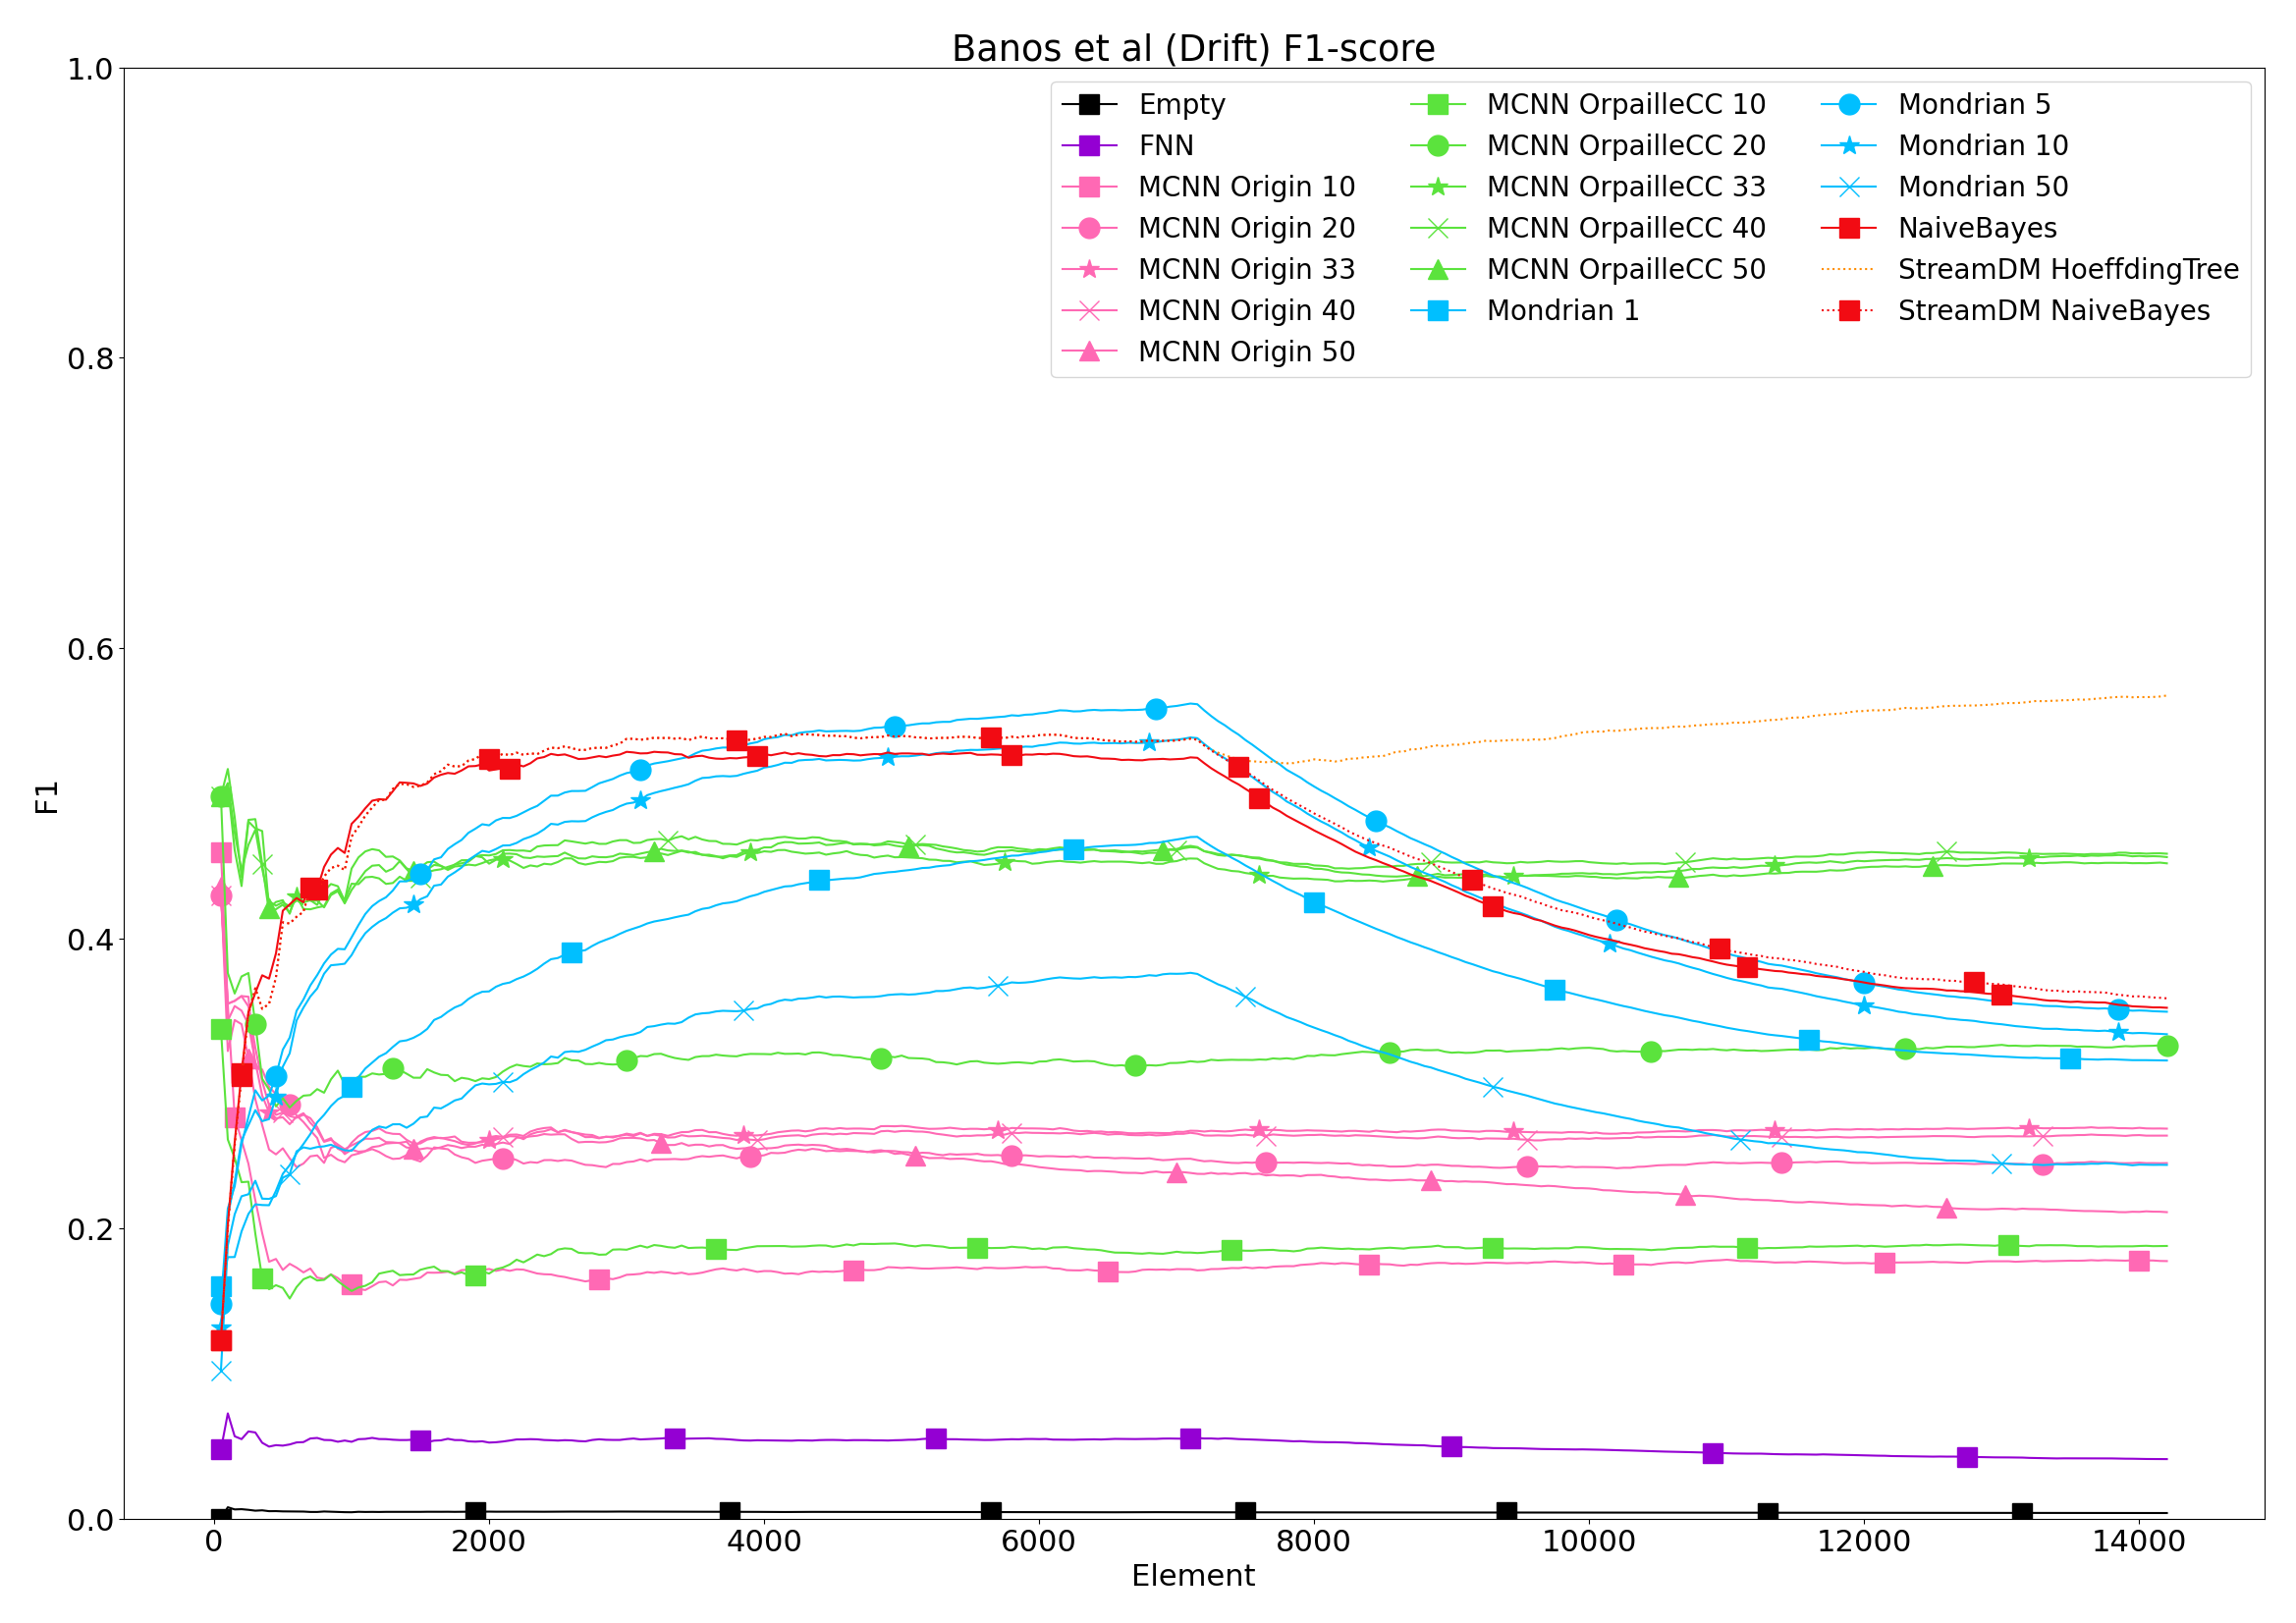 Banos et al (Drift) F1-score
1.0
0.8
0.6
0.4
0.2
0.0
F1
Empty
FNN
MCNN Origin 10
MCNN Origin 20
MCNN Origin 33
MCNN Origin 40
MCNN Origin 50
MCNN OrpailleCC 10
MCNN OrpailleCC 20
MCNN OrpailleCC 33
MCNN OrpailleCC 40
MCNN OrpailleCC 50
Mondrian 1
Mondrian 5
Mondrian 10
Mondrian 50
NaiveBayes
StreamDM HoeffdingTree
StreamDM NaiveBayes
0 2000 4000 6000 8000 10000 12000 14000
Element